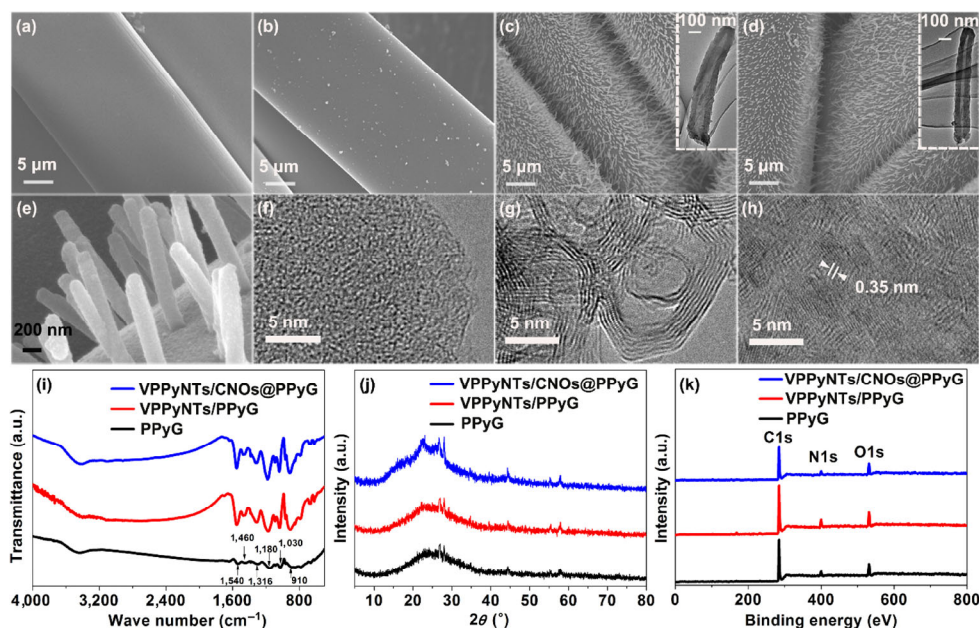 (a)
5 μm
(b)
5 μm
(c)
100 nm
5 μm
(d)
100 nm
5 μm
(e)
200 nm
(f)
5 nm
(g)
5 nm
(h)
0.35 nm
5 nm
(i)
VPPyNTs/CNOs@PPyG
VPPyNTs/PPyG
PPyG
Transmittance (a.u.)
1,460
1,180
1,030
1,540
1,316
910
4,000 3,200 2,400 1,600 800
Wave number (cm⁻¹)
(j)
VPPyNTs/CNOs@PPyG
VPPyNTs/PPyG
PPyG
Intensity (a.u.)
10 20 30 40 50 60 70 80
2θ (°)
(k)
VPPyNTs/CNOs@PPyG
VPPyNTs/PPyG
PPyG
C1s
N1s
O1s
Intensity (a.u.)
0 200 400 600 800
Binding energy (eV)